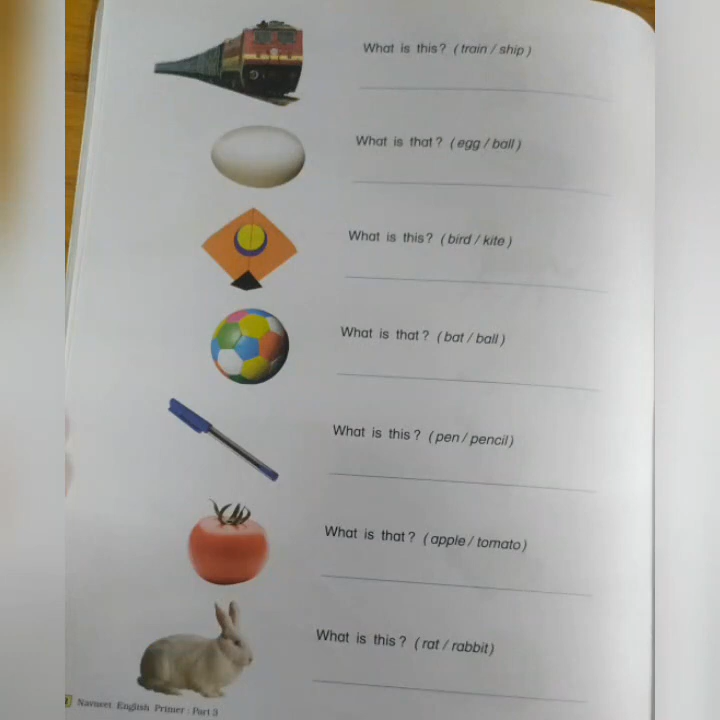 What is this? (train / ship)
What is that? (egg / ball)
What is this? (bird / kite)
What is that? (bat / ball)
What is this? (pen / pencil)
What is that? (apple / tomato)
What is this? (rat / rabbit)
Navneet English Primer : Part 3